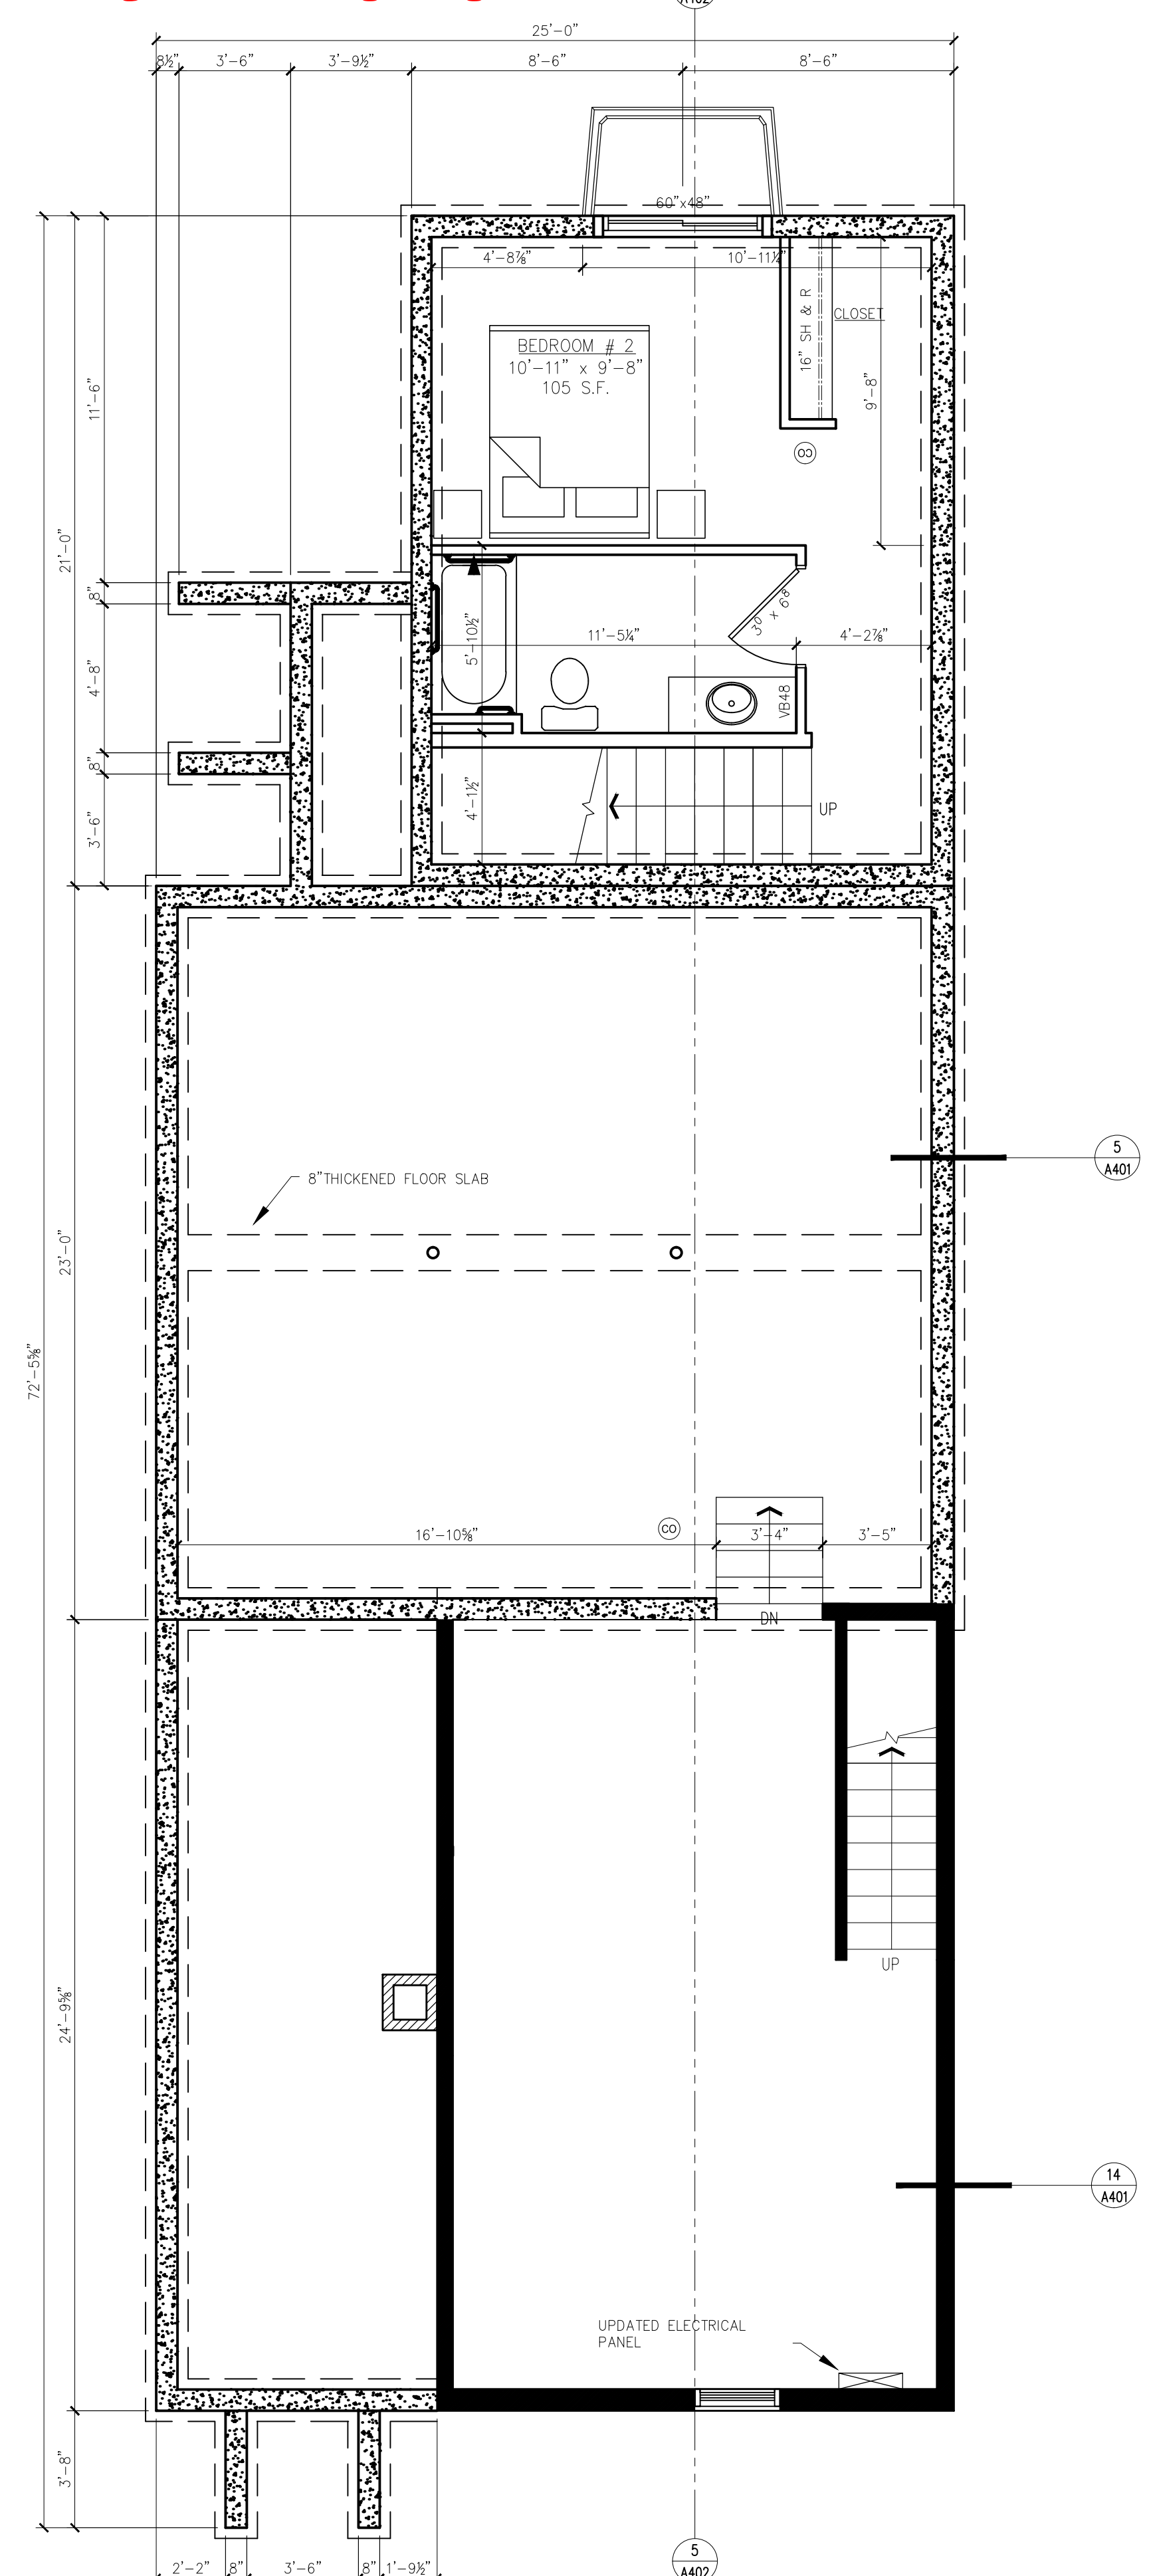 A402
25'-0"
8½"
3'-6"
3'-9½"
8'-6"
8'-6"
60"x48"
4'-8⅞"
10'-11¼"
16" SH & R
CLOSET
BEDROOM # 2
10'-11" x 9'-8"
105 S.F.
9'-8"
11'-6"
CO
21'-0"
8"
4'-8"
8"
3'-6"
5'-10½"
11'-5¼"
30 x 68
4'-2⅞"
VB48
4'-1½"
UP
5
A401
8"THICKENED FLOOR SLAB
23'-0"
72'-5⅝"
16'-10⅝"
CO
3'-4"
3'-5"
DN
UP
24'-9⅝"
14
A401
UPDATED ELECTRICAL
PANEL
3'-8"
2'-2"
8"
3'-6"
8"
1'-9½"
5
A402